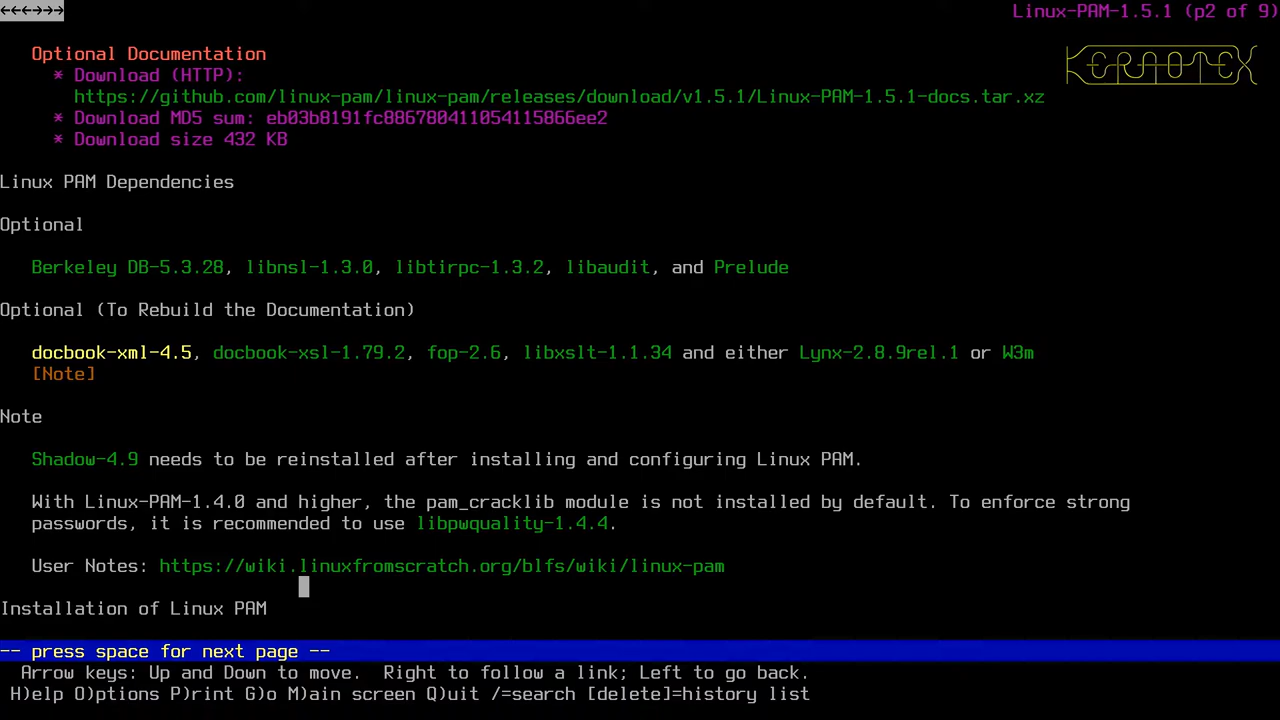 ←←←→→→ Linux-PAM-1.5.1 (p2 of 9)
Optional Documentation
KERNOTEX
* Download (HTTP):
https://github.com/linux-pam/linux-pam/releases/download/v1.5.1/Linux-PAM-1.5.1-docs.tar.xz
* Download MD5 sum: eb03b8191fc886780411054115866ee2
* Download size 432 KB
Linux PAM Dependencies
Optional
Berkeley DB-5.3.28, libnsl-1.3.0, libtirpc-1.3.2, libaudit, and Prelude
Optional (To Rebuild the Documentation)
docbook-xml-4.5, docbook-xsl-1.79.2, fop-2.6, libxslt-1.1.34 and either Lynx-2.8.9rel.1 or W3m
[Note]
Note
Shadow-4.9 needs to be reinstalled after installing and configuring Linux PAM.
With Linux-PAM-1.4.0 and higher, the pam_cracklib module is not installed by default. To enforce strong
passwords, it is recommended to use libpwquality-1.4.4.
User Notes: https://wiki.linuxfromscratch.org/blfs/wiki/linux-pam
Installation of Linux PAM
-- press space for next page --
Arrow keys: Up and Down to move. Right to follow a link; Left to go back.
H)elp O)ptions P)rint G)o M)ain screen Q)uit /=search [delete]=history list